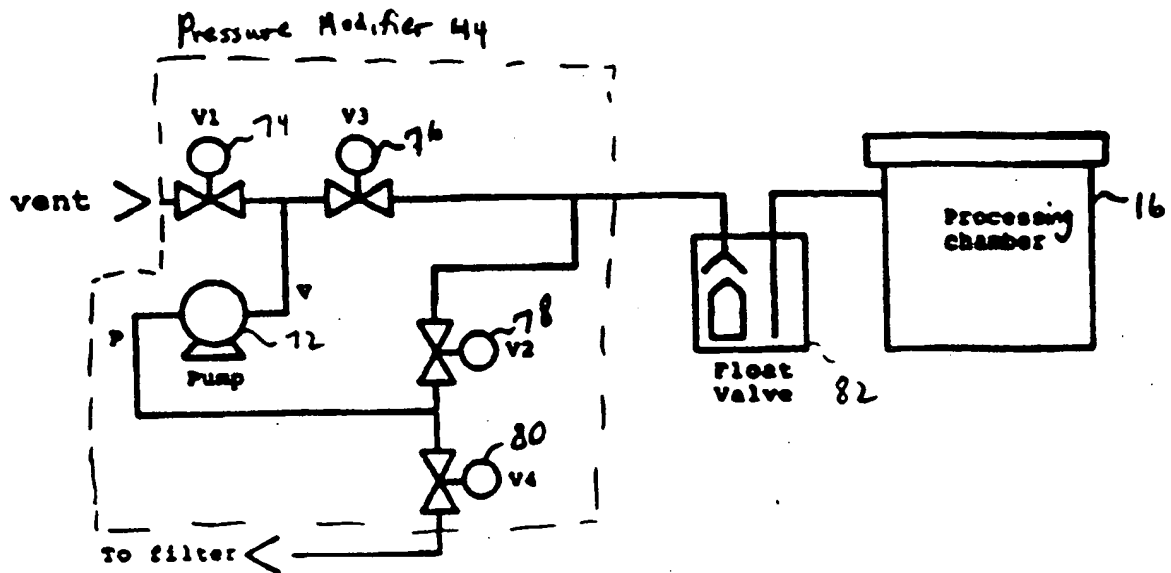 Pressure Modifier 44
V1
74
V3
76
vent
Processing
chamber
16
V
P
72
Pump
78
V2
Float
Valve
82
80
V4
To filter